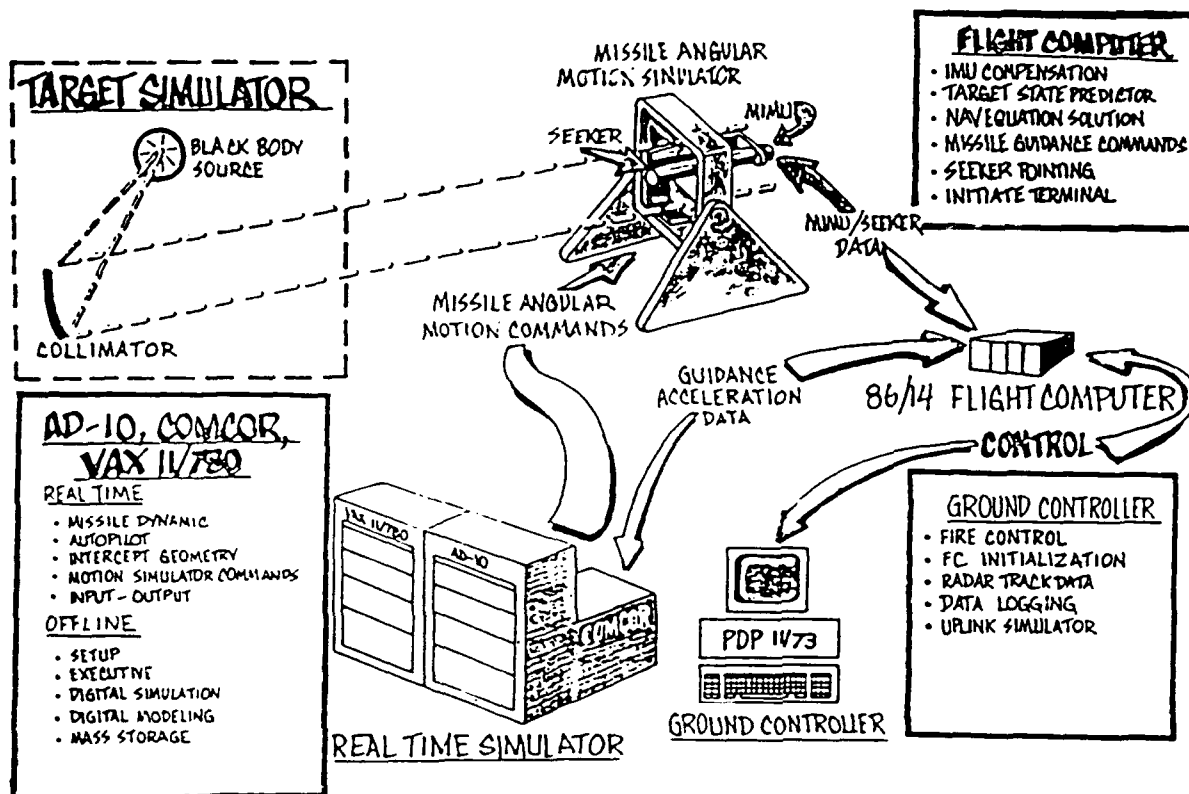 TARGET SIMULATOR
BLACK BODY
SOURCE
COLLIMATOR
MISSILE ANGULAR
MOTION SIMULATOR
SEEKER
MIMU
MIMU/SEEKER
DATA
FLIGHT COMPUTER
• IMU COMPENSATION
• TARGET STATE PREDICTOR
• NAV EQUATION SOLUTION
• MISSILE GUIDANCE COMMANDS
• SEEKER POINTING
• INITIATE TERMINAL
MISSILE ANGULAR
MOTION COMMANDS
GUIDANCE
ACCELERATION
DATA
86/14 FLIGHT COMPUTER
CONTROL
AD-10, COMCOR,
VAX 11/780
REAL TIME
• MISSILE DYNAMIC
• AUTOPILOT
• INTERCEPT GEOMETRY
• MOTION SIMULATOR COMMANDS
• INPUT-OUTPUT
OFFLINE
• SETUP
• EXECUTIVE
• DIGITAL SIMULATION
• DIGITAL MODELING
• MASS STORAGE
VAX 11/780
AD-10
COMCOR
REAL TIME SIMULATOR
PDP 11/73
GROUND CONTROLLER
GROUND CONTROLLER
• FIRE CONTROL
• FC INITIALIZATION
• RADAR TRACK DATA
• DATA LOGGING
• UPLINK SIMULATOR